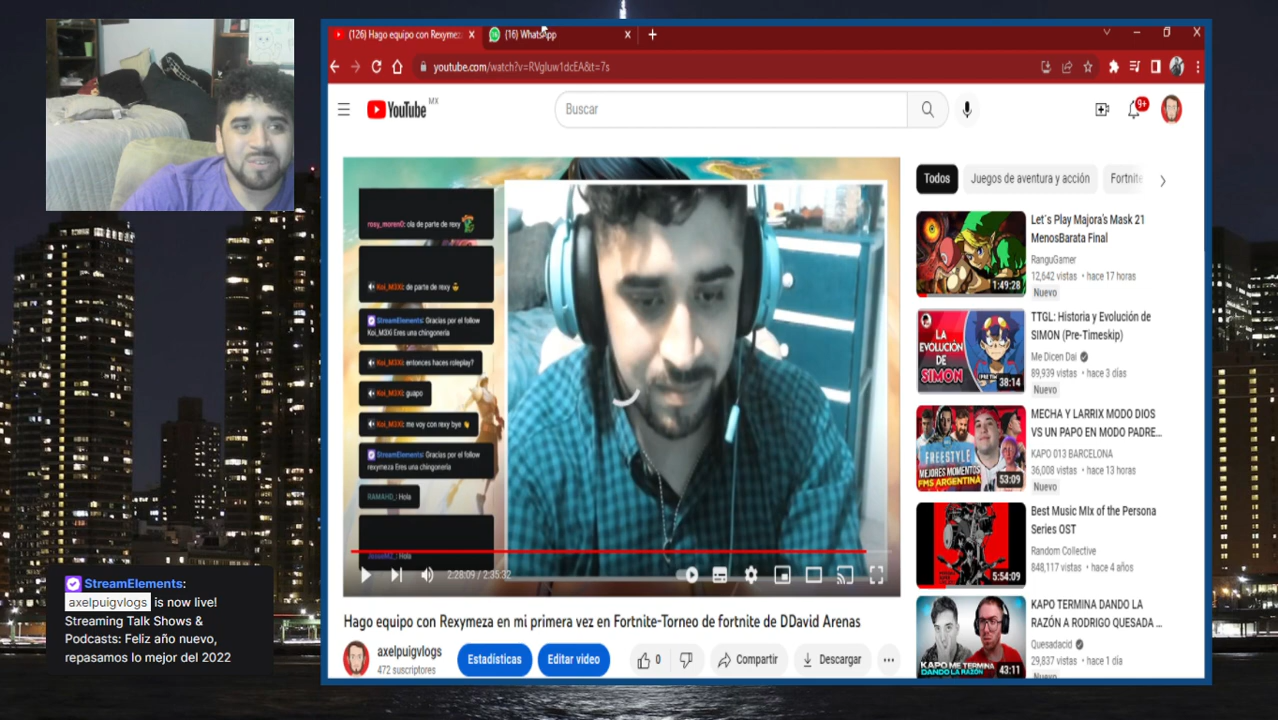 (126) Hago equipo con Rexymez
(16) WhatsApp
youtube.com/watch?v=RVgluw1dcEA&t=7s
YouTube MX
Buscar
9+
roxy_moren0: ola de parte de rexy
Koi_M3Xi: de parte de rexy
StreamElements: Gracias por el follow
Koi_M3Xi Eres una chingonería
Koi_M3Xi: entonces haces roleplay?
Koi_M3Xi: guapo
Koi_M3Xi: me voy con rexy bye
StreamElements: Gracias por el follow
rexymeza Eres una chingonería
RAMAHD_: Hola
: Hola
2:28:09 / 2:35:32
Hago equipo con Rexymeza en mi primera vez en Fortnite-Torneo de fortnite de DDavid Arenas
axelpuigvlogs
472 suscriptores
Estadísticas
Editar video
0
Compartir
Descargar
Todos
Juegos de aventura y acción
Fortnite
1:49:28
Let´s Play Majora's Mask 21
MenosBarata Final
RanguGamer
12,642 vistas • hace 17 horas
Nuevo
LA
EVOLUCIÓN
DE
SIMON
38:14
TTGL: Historia y Evolución de
SIMON (Pre-Timeskip)
Me Dicen Dai
89,939 vistas • hace 3 días
Nuevo
FREESTYLE
MEJORES MOMENTOS
FMS ARGENTINA
53:09
MECHA Y LARRIX MODO DIOS
VS UN PAPO EN MODO PADRE...
KAPO 013 BARCELONA
36,008 vistas • hace 13 horas
Nuevo
5:54:09
Best Music MIx of the Persona
Series OST
Random Collective
848,117 vistas • hace 4 años
KAPO TERMINA
DANDO LA RAZÓN
43:11
KAPO TERMINA DANDO LA
RAZÓN A RODRIGO QUESADA ...
Quesadacid
29,837 vistas • hace 1 día
Nuevo
StreamElements:
axelpuigvlogs is now live!
Streaming Talk Shows &
Podcasts: Feliz año nuevo,
repasamos lo mejor del 2022